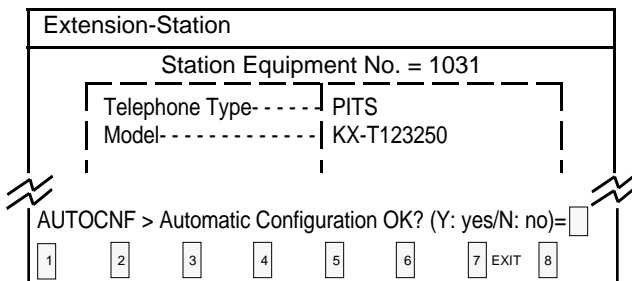 Extension-Station
Station Equipment No. = 1031
Telephone Type- - - - - - PITS
Model- - - - - - - - - - - - - KX-T123250
AUTOCNF > Automatic Configuration OK? (Y: yes/N: no)=
1 2 3 4 5 6 7 EXIT 8